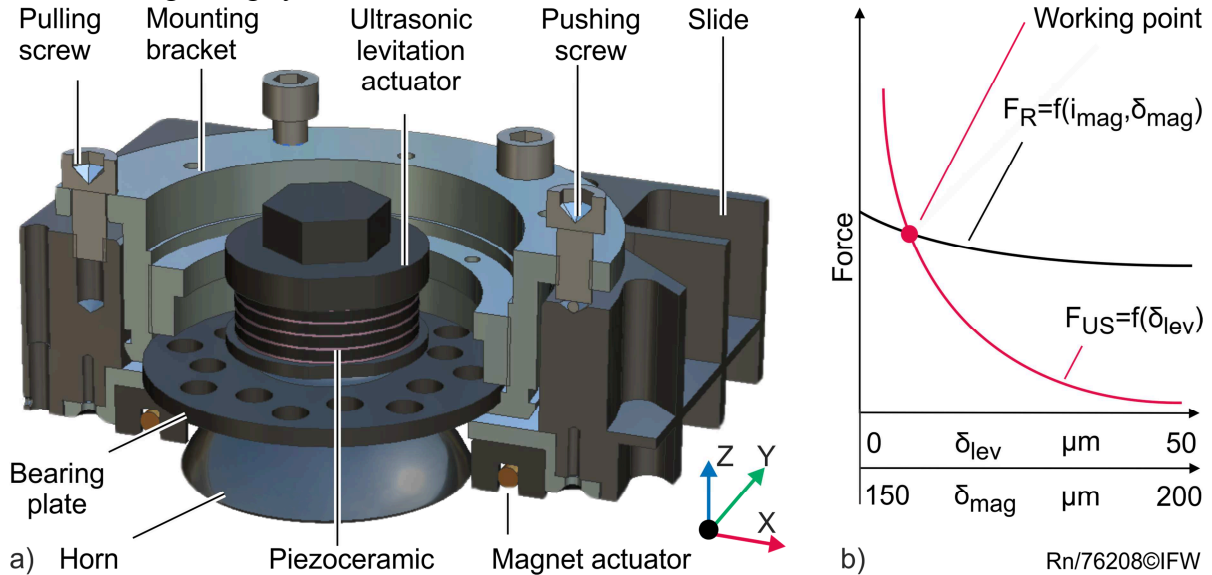 Pulling
screw
Mounting
bracket
Ultrasonic
levitation
actuator
Pushing
screw
Slide
Bearing
plate
a)
Horn
Piezoceramic
Magnet actuator
Z
Y
X
Working point
F_R=f(i_mag,δ_mag)
Force
F_US=f(δ_lev)
0 δ_lev µm 50
150 δ_mag µm 200
b)
Rn/76208©IFW